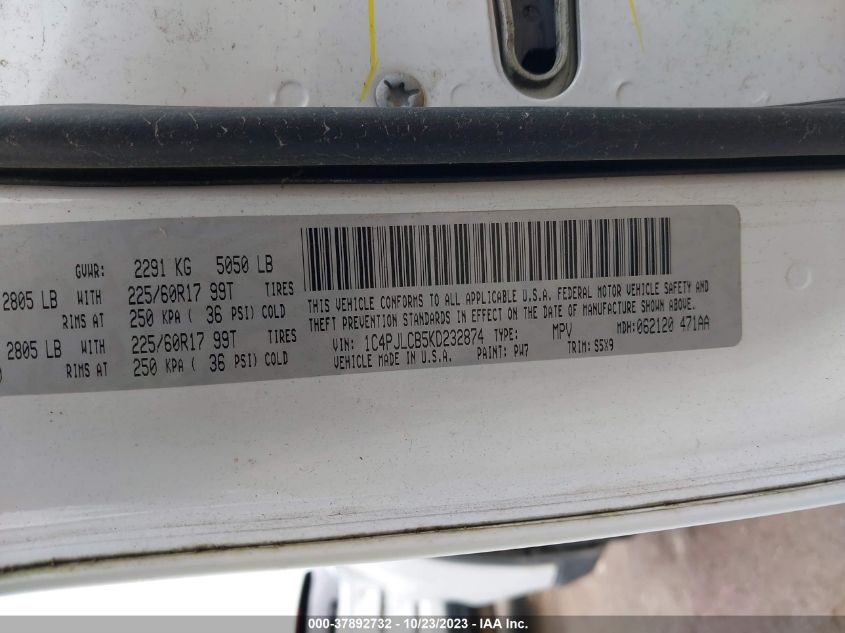 GVWR: 2291 KG 5050 LB
2805 LB WITH 225/60R17 99T TIRES
RIMS AT 250 KPA ( 36 PSI) COLD
2805 LB WITH 225/60R17 99T TIRES
RIMS AT 250 KPA ( 36 PSI) COLD
THIS VEHICLE CONFORMS TO ALL APPLICABLE U.S.A. FEDERAL MOTOR VEHICLE SAFETY AND
THEFT PREVENTION STANDARDS IN EFFECT ON THE DATE OF MANUFACTURE SHOWN ABOVE
VIN: 1C4PJLCB5KD232874 TYPE: MPV MDH: 062120 471AA
VEHICLE MADE IN U.S.A. PAINT: PW7 TRIM: S5X9
000-37892732 - 10/23/2023 - IAAI.com